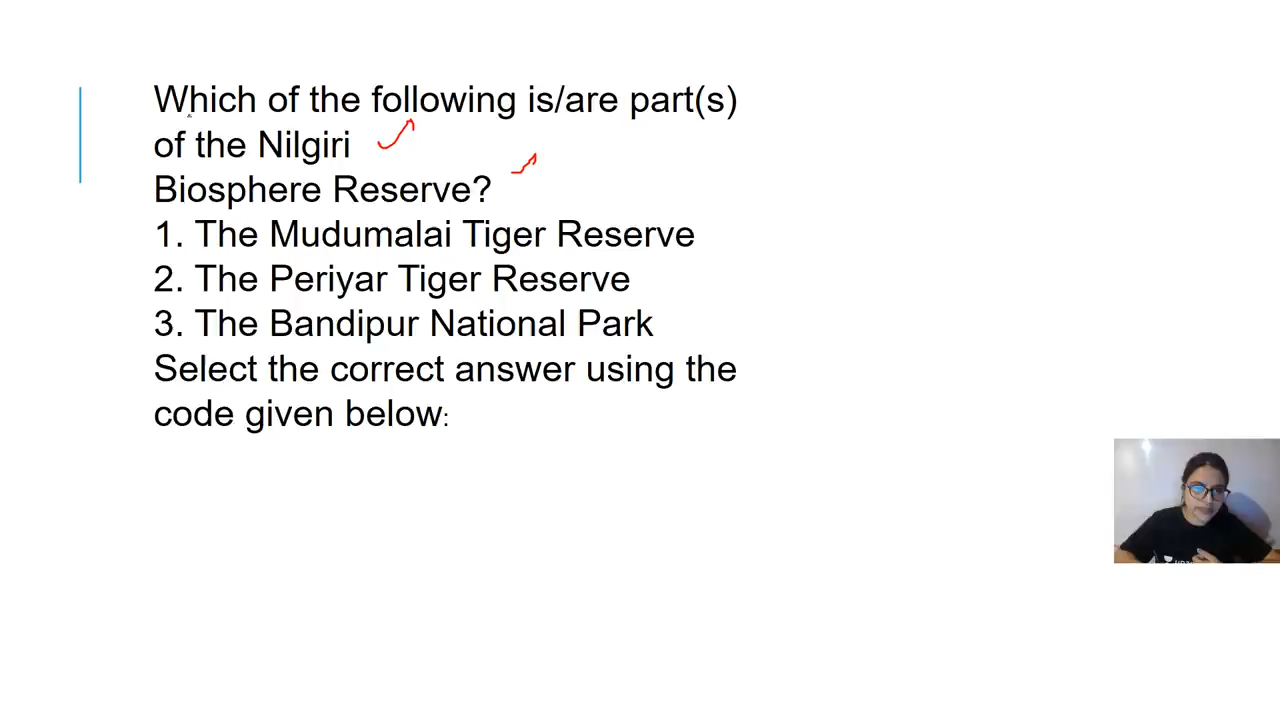 Which of the following is/are part(s)
of the Nilgiri
Biosphere Reserve?
1. The Mudumalai Tiger Reserve
2. The Periyar Tiger Reserve
3. The Bandipur National Park
Select the correct answer using the
code given below: